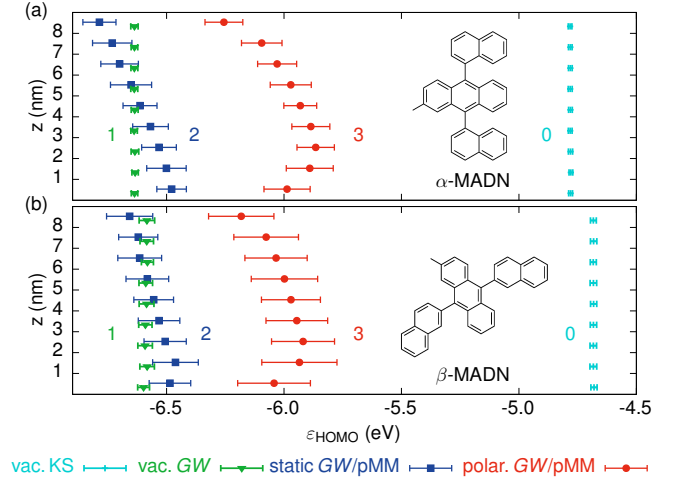 (a)
8
7
6
5
4
3
2
1
z (nm)
1
2
3
0
α-MADN
(b)
8
7
6
5
4
3
2
1
z (nm)
1
2
3
0
β-MADN
-6.5 -6.0 -5.5 -5.0 -4.5
εHOMO (eV)
vac. KS vac. GW static GW/pMM polar. GW/pMM